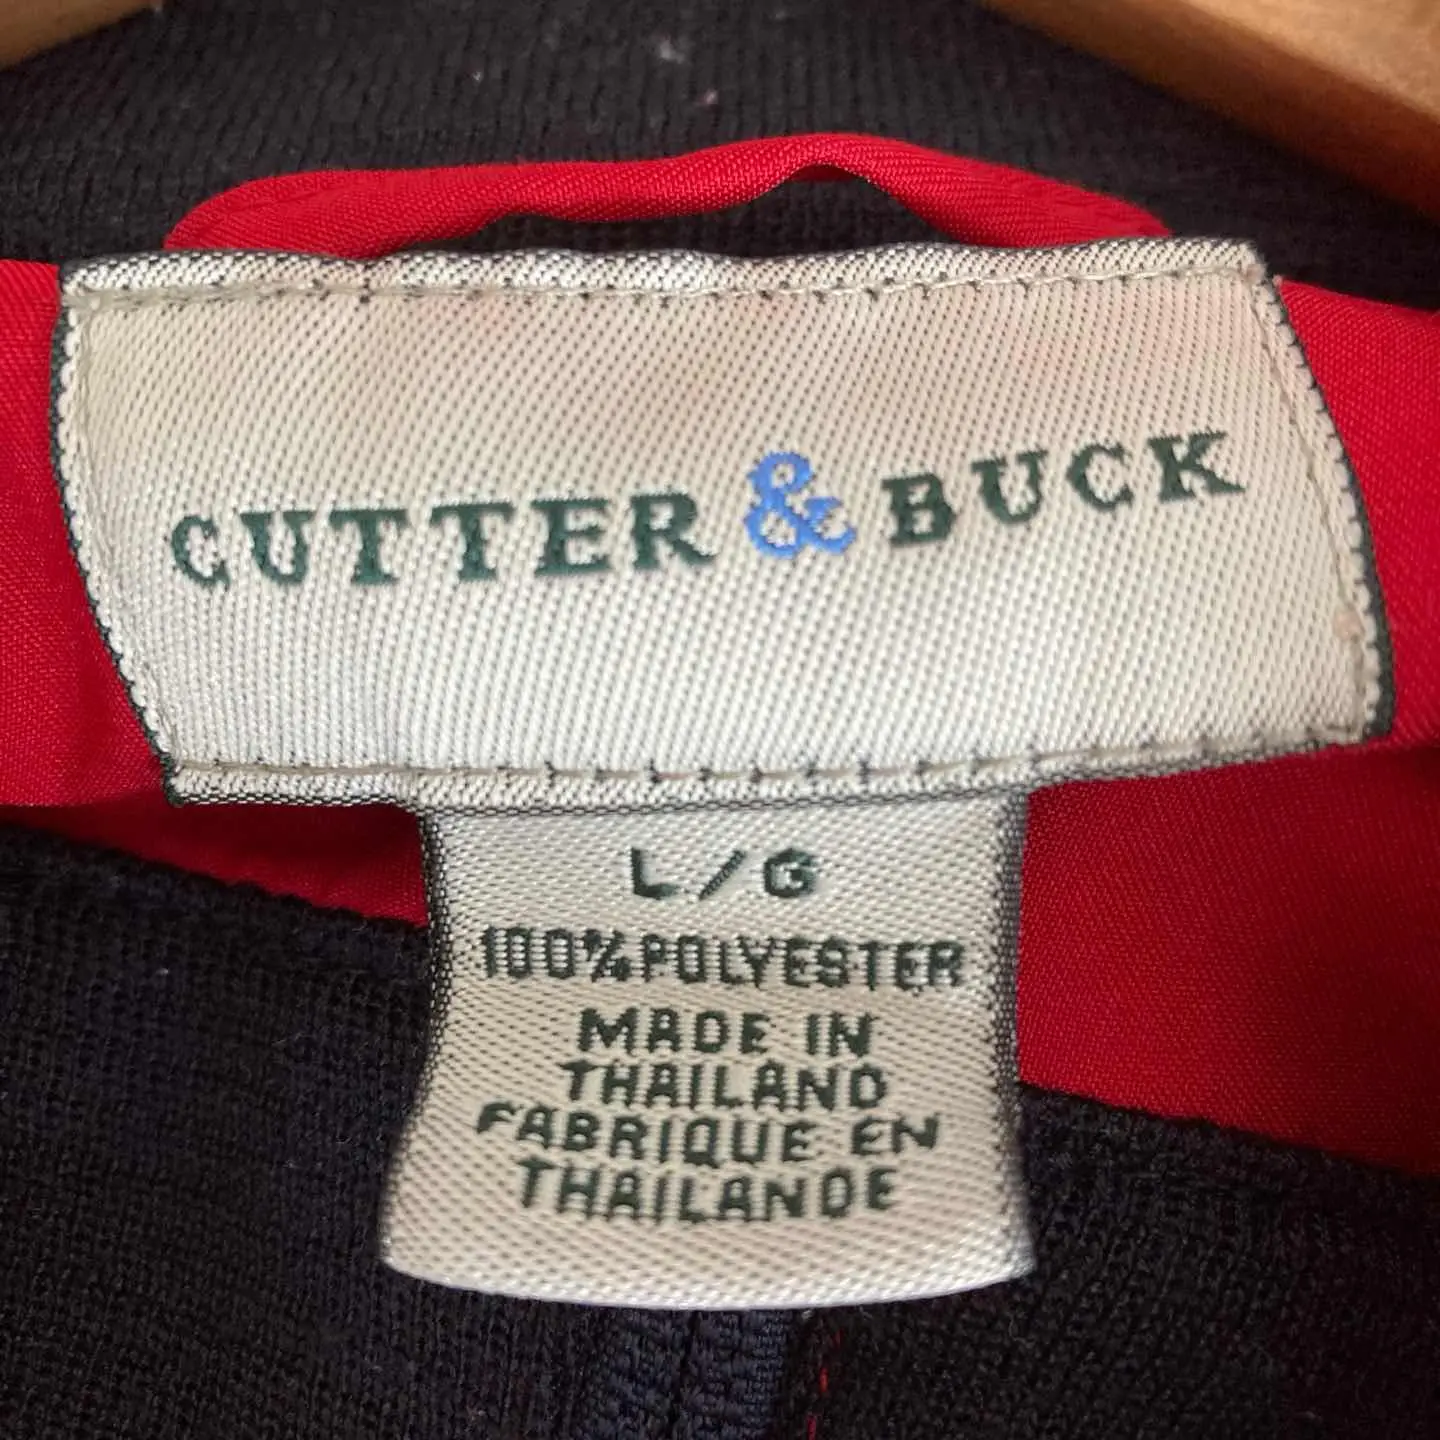 CUTTER & BUCK
L/G
100% POLYESTER
MADE IN
THAILAND
FABRIQUE EN
THAILANDE